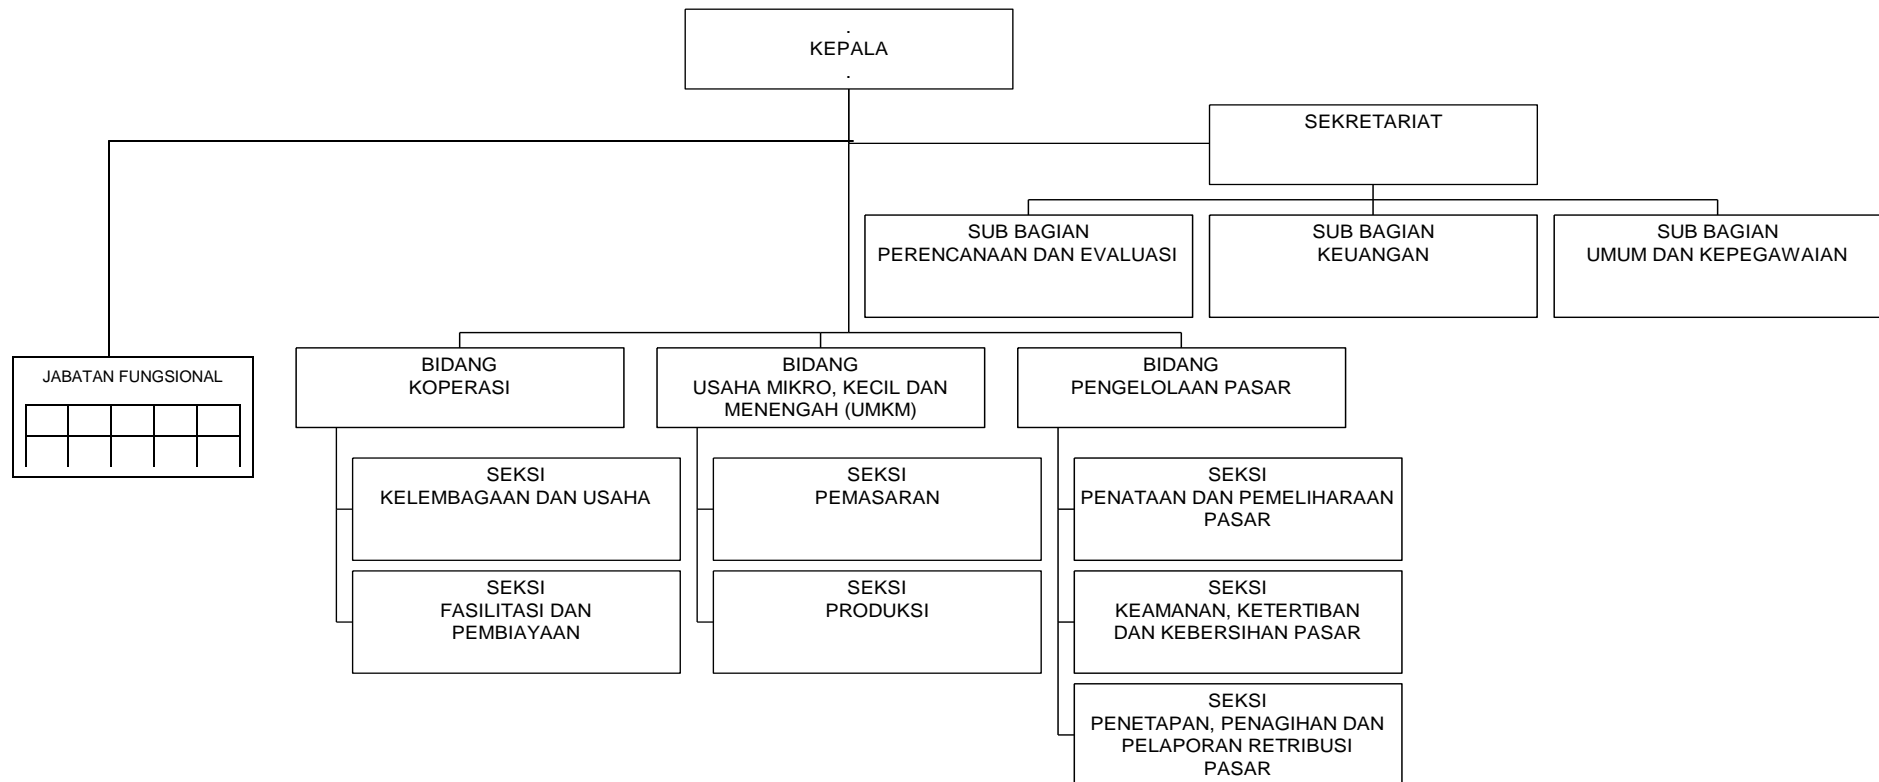 .
KEPALA
.
SEKRETARIAT
SUB BAGIAN
PERENCANAAN DAN EVALUASI
SUB BAGIAN
KEUANGAN
SUB BAGIAN
UMUM DAN KEPEGAWAIAN
JABATAN FUNGSIONAL
BIDANG
KOPERASI
BIDANG
USAHA MIKRO, KECIL DAN
MENENGAH (UMKM)
BIDANG
PENGELOLAAN PASAR
SEKSI
KELEMBAGAAN DAN USAHA
SEKSI
FASILITASI DAN
PEMBIAYAAN
SEKSI
PEMASARAN
SEKSI
PRODUKSI
SEKSI
PENATAAN DAN PEMELIHARAAN
PASAR
SEKSI
KEAMANAN, KETERTIBAN
DAN KEBERSIHAN PASAR
SEKSI
PENETAPAN, PENAGIHAN DAN
PELAPORAN RETRIBUSI
PASAR